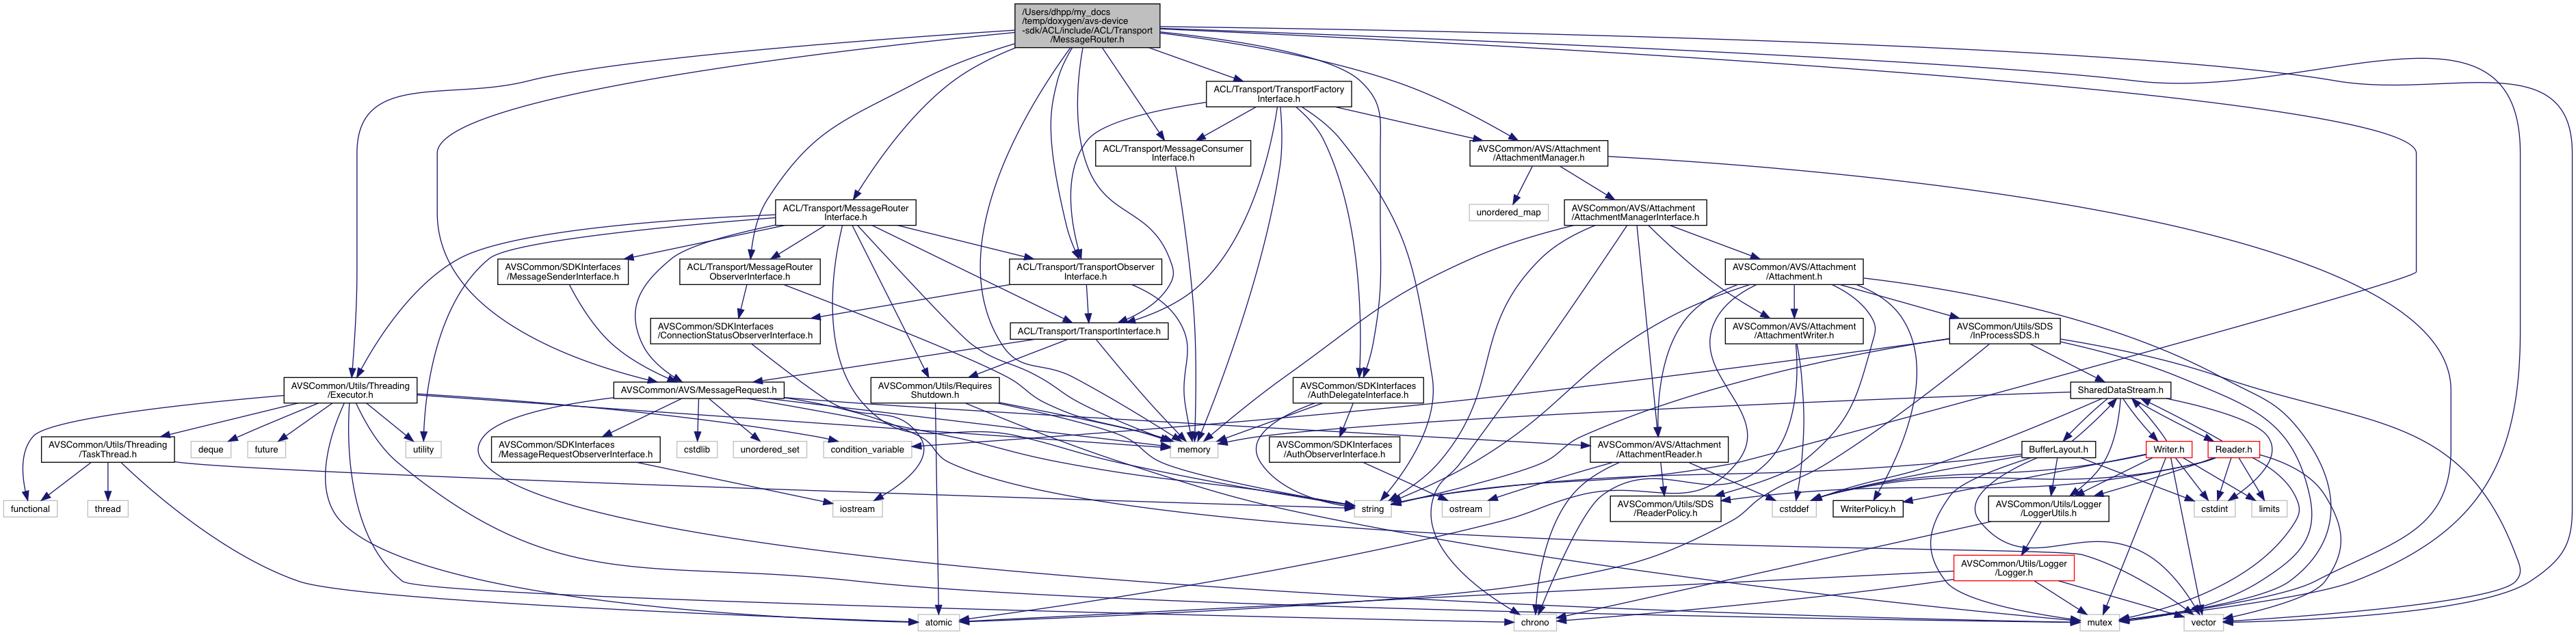 /Users/dhpp/my_docs
/temp/doxygen/avs-device
-sdk/ACL/include/ACL/Transport
/MessageRouter.h
ACL/Transport/TransportFactory
Interface.h
ACL/Transport/MessageConsumer
Interface.h
AVSCommon/AVS/Attachment
/AttachmentManager.h
ACL/Transport/MessageRouter
Interface.h
unordered_map
AVSCommon/AVS/Attachment
/AttachmentManagerInterface.h
AVSCommon/SDKInterfaces
/MessageSenderInterface.h
ACL/Transport/MessageRouter
ObserverInterface.h
ACL/Transport/TransportObserver
Interface.h
AVSCommon/AVS/Attachment
/Attachment.h
AVSCommon/SDKInterfaces
/ConnectionStatusObserverInterface.h
ACL/Transport/TransportInterface.h
AVSCommon/AVS/Attachment
/AttachmentWriter.h
AVSCommon/Utils/SDS
/InProcessSDS.h
AVSCommon/Utils/Threading
/Executor.h
AVSCommon/AVS/MessageRequest.h
AVSCommon/Utils/Requires
Shutdown.h
AVSCommon/SDKInterfaces
/AuthDelegateInterface.h
SharedDataStream.h
AVSCommon/Utils/Threading
/TaskThread.h
deque
future
utility
AVSCommon/SDKInterfaces
/MessageRequestObserverInterface.h
cstdlib
unordered_set
condition_variable
memory
AVSCommon/SDKInterfaces
/AuthObserverInterface.h
AVSCommon/AVS/Attachment
/AttachmentReader.h
BufferLayout.h
Writer.h
Reader.h
functional
thread
iostream
string
ostream
AVSCommon/Utils/SDS
/ReaderPolicy.h
cstddef
WriterPolicy.h
AVSCommon/Utils/Logger
/LoggerUtils.h
cstdint
limits
AVSCommon/Utils/Logger
/Logger.h
atomic
chrono
mutex
vector